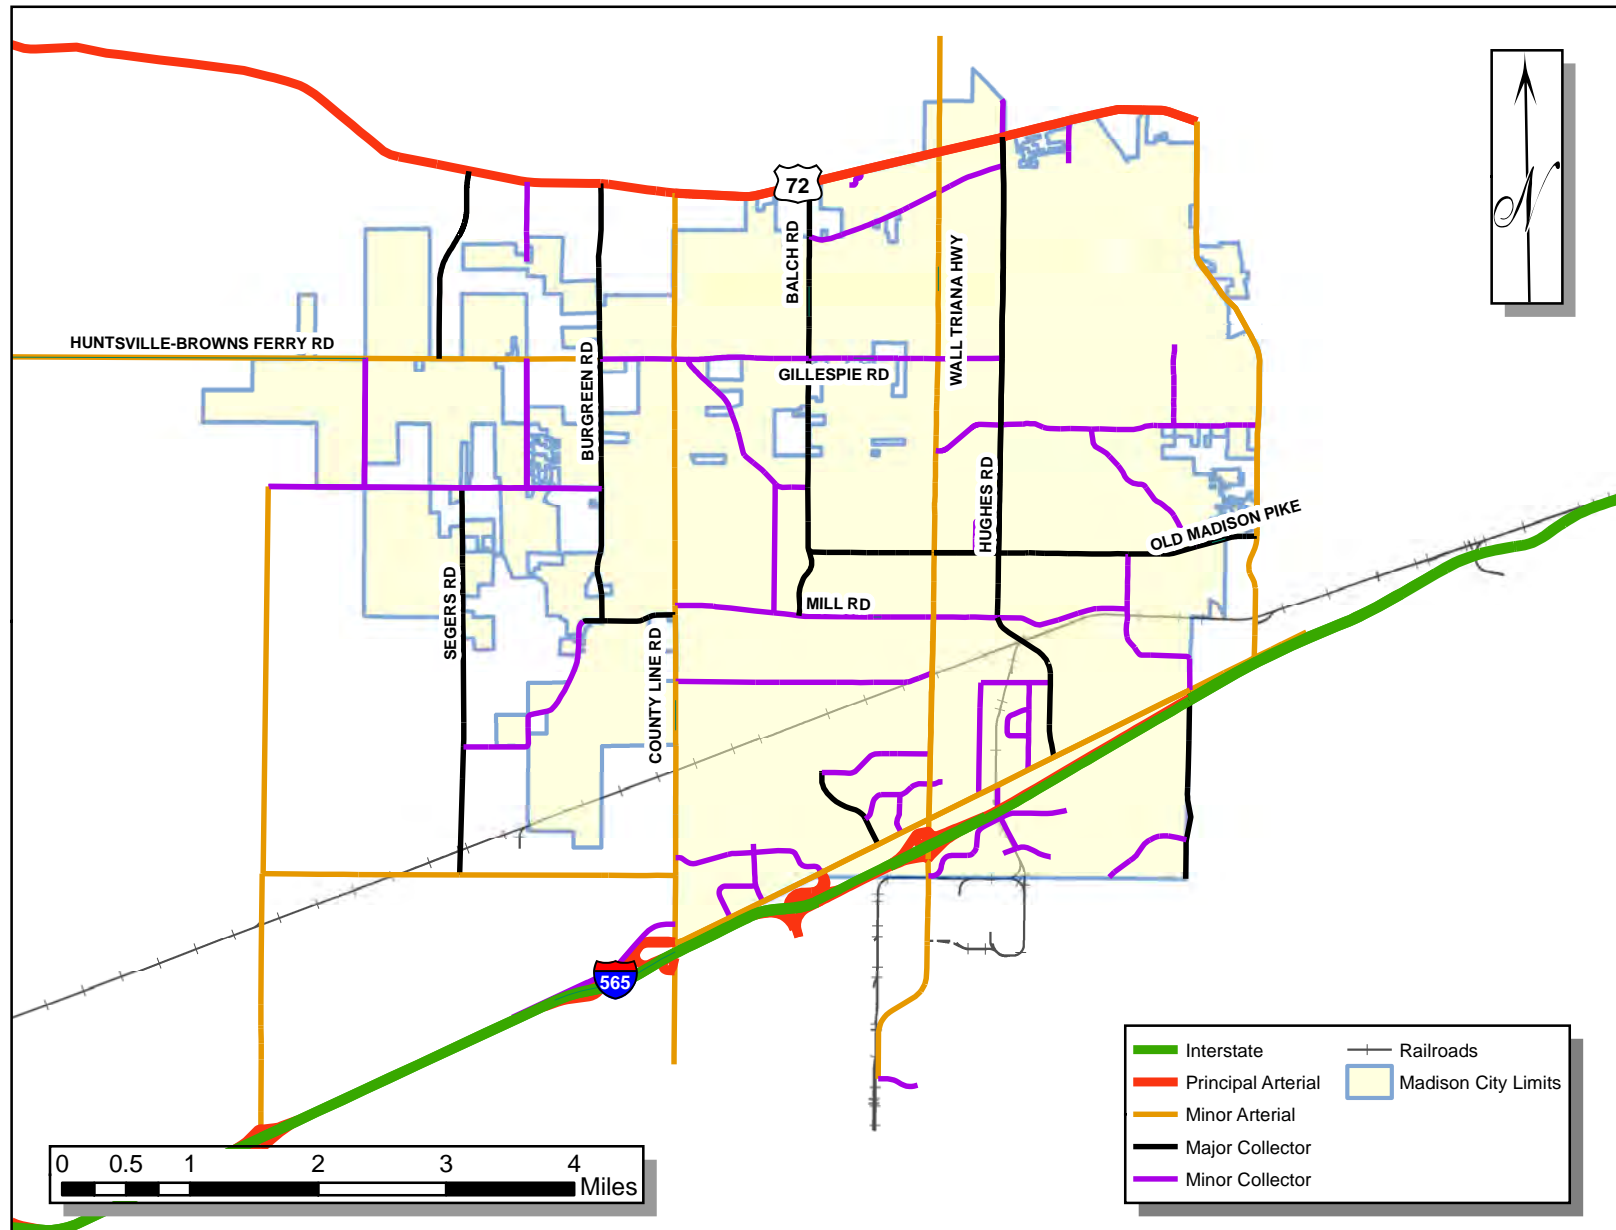 N
72
BALCH RD
WALL TRIANA HWY
HUNTSVILLE-BROWNS FERRY RD
BURGREEN RD
GILLESPIE RD
HUGHES RD
OLD MADISON PIKE
SEGERS RD
MILL RD
COUNTY LINE RD
565
Interstate
Principal Arterial
Minor Arterial
Major Collector
Minor Collector
Railroads
Madison City Limits
0 0.5 1 2 3 4
Miles